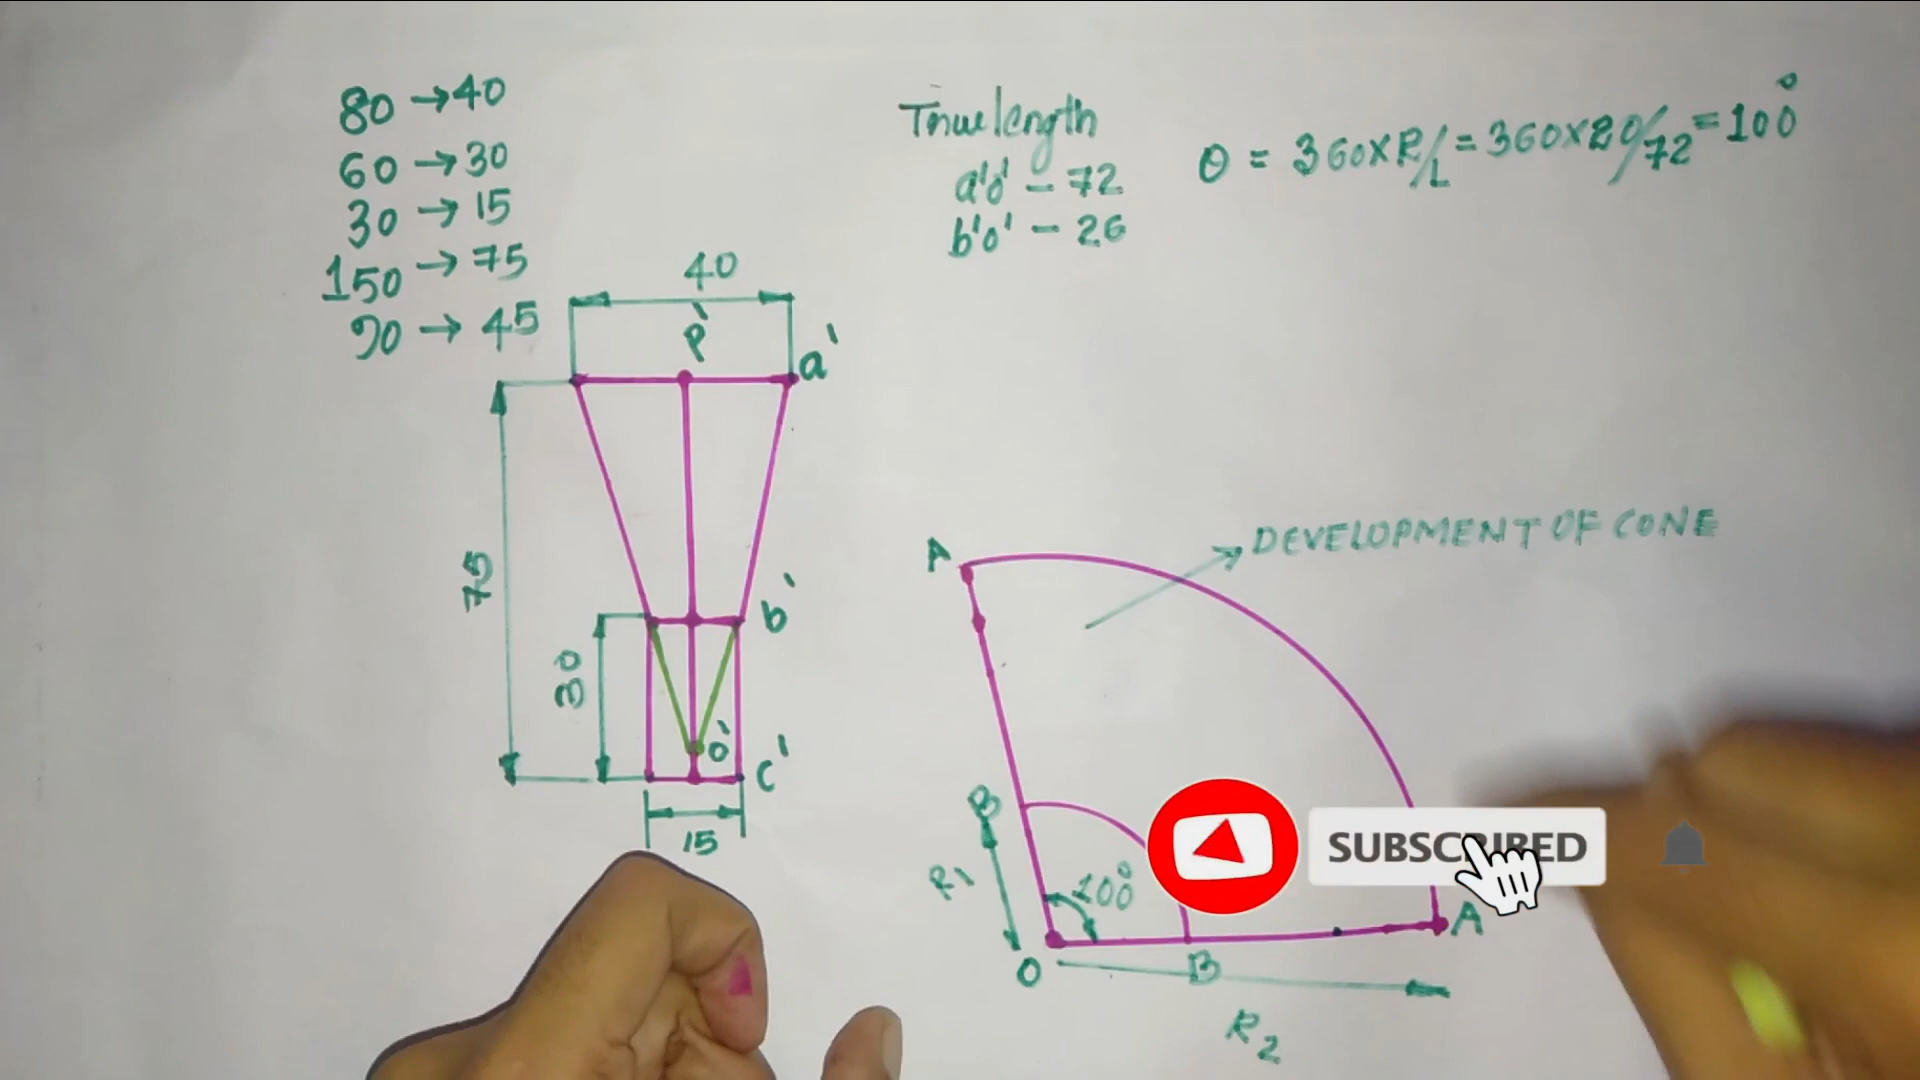 80 → 40
60 → 30
30 → 15
150 → 75
90 → 45
True length
a'o' - 72
b'o' - 26
θ = 360×R/L = 360×20/72 = 100°
40
p'
a'
75
b'
30
o'
c'
15
DEVELOPMENT OF CONE
A
B
R1
100°
SUBSCRIBED
A
O
B
R2